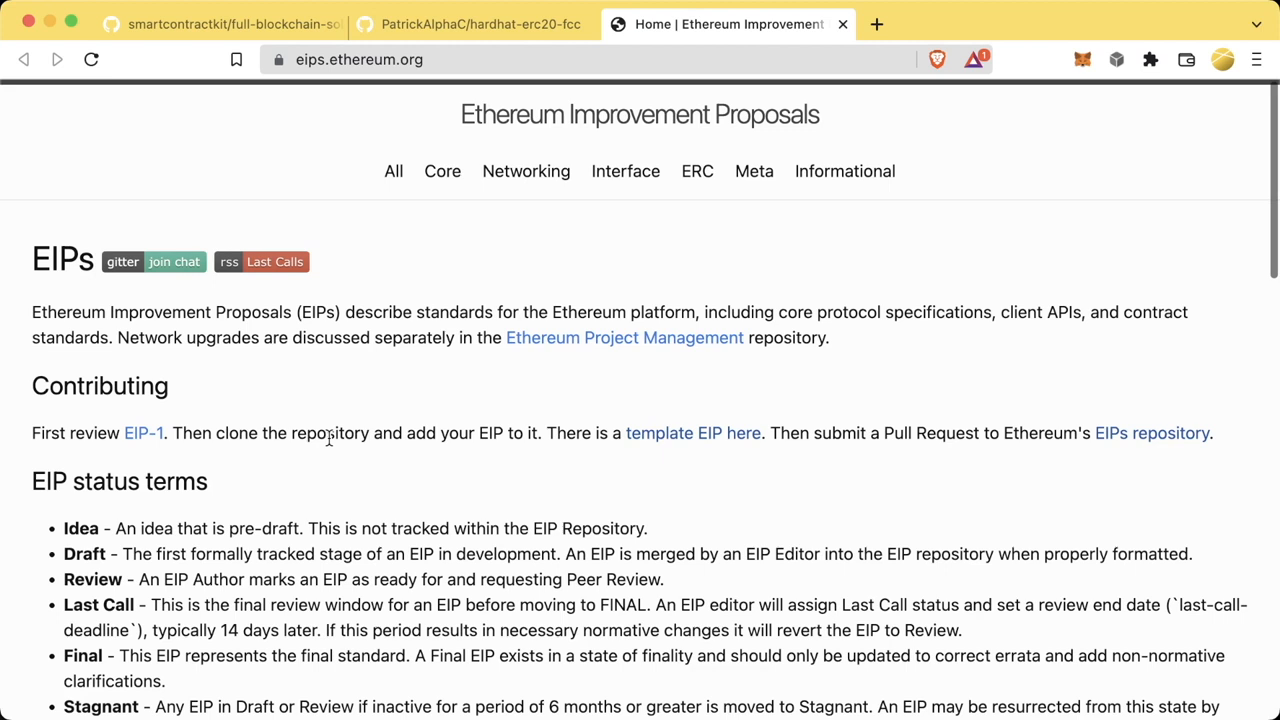 smartcontractkit/full-blockchain-so
PatrickAlphaC/hardhat-erc20-fcc
Home | Ethereum Improvement
eips.ethereum.org
1
Ethereum Improvement Proposals
All Core Networking Interface ERC Meta Informational
EIPs gitter join chat rss Last Calls
Ethereum Improvement Proposals (EIPs) describe standards for the Ethereum platform, including core protocol specifications, client APIs, and contract
standards. Network upgrades are discussed separately in the Ethereum Project Management repository.
Contributing
First review EIP-1. Then clone the repository and add your EIP to it. There is a template EIP here. Then submit a Pull Request to Ethereum's EIPs repository.
EIP status terms
• Idea - An idea that is pre-draft. This is not tracked within the EIP Repository.
• Draft - The first formally tracked stage of an EIP in development. An EIP is merged by an EIP Editor into the EIP repository when properly formatted.
• Review - An EIP Author marks an EIP as ready for and requesting Peer Review.
• Last Call - This is the final review window for an EIP before moving to FINAL. An EIP editor will assign Last Call status and set a review end date (`last-call-
deadline`), typically 14 days later. If this period results in necessary normative changes it will revert the EIP to Review.
• Final - This EIP represents the final standard. A Final EIP exists in a state of finality and should only be updated to correct errata and add non-normative
clarifications.
• Stagnant - Any EIP in Draft or Review if inactive for a period of 6 months or greater is moved to Stagnant. An EIP may be resurrected from this state by